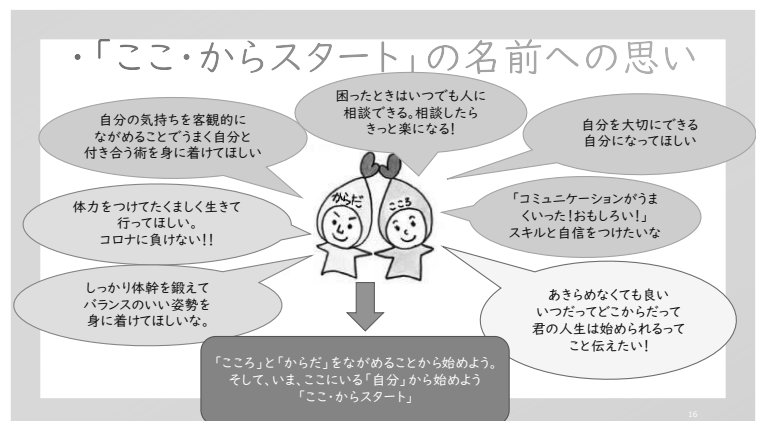 ・「ここ・からスタート」の名前への思い
困ったときはいつでも人に
相談できる。相談したら
きっと楽になる!
自分の気持ちを客観的に
ながめることでうまく自分と
付き合う術を身に着けてほしい
自分を大切にできる
自分になってほしい
体力をつけてたくましく生きて
行ってほしい。
コロナに負けない!!
からだ
こころ
「コミュニケーションがうま
くいった!おもしろい!」
スキルと自信をつけたいな
しっかり体幹を鍛えて
バランスのいい姿勢を
身に着けてほしいな。
あきらめなくても良い
いつだってどこからだって
君の人生は始められるって
こと伝えたい!
「こころ」と「からだ」をながめることから始めよう。
そして、いま、ここにいる「自分」から始めよう
「ここ・からスタート」
16